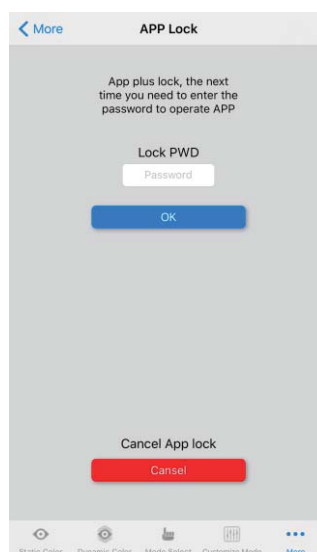 More
APP Lock
App plus lock, the next
time you need to enter the
password to operate APP
Lock PWD
Password
OK
Cancel App lock
Cansel
Static Color Dynamic Color Mode Select Customize Mode More